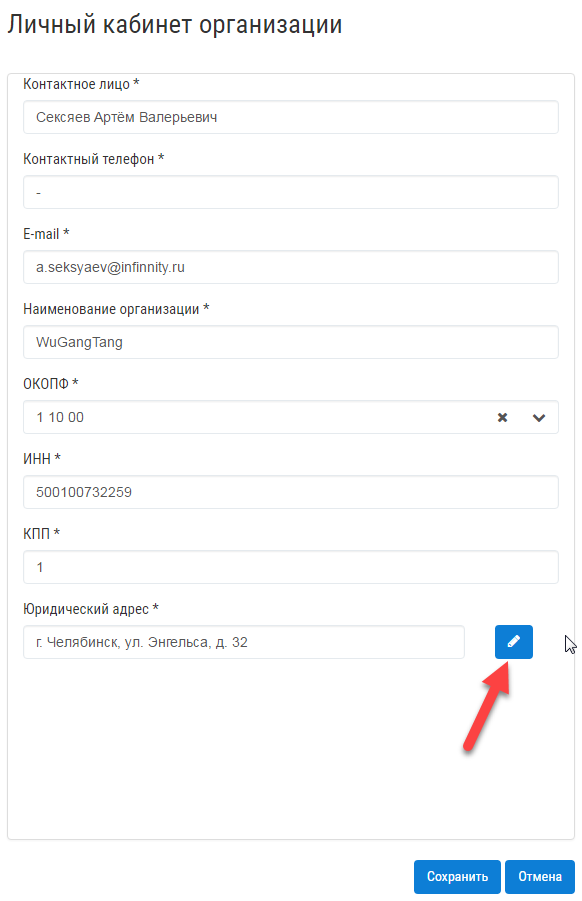 Личный кабинет организации
Контактное лицо *
Сексяев Артём Валерьевич
Контактный телефон *
-
E-mail *
a.seksyaev@infinnity.ru
Наименование организации *
WuGangTang
ОКОПФ *
1 10 00
ИНН *
500100732259
КПП *
1
Юридический адрес *
г. Челябинск, ул. Энгельса, д. 32
Сохранить Отмена